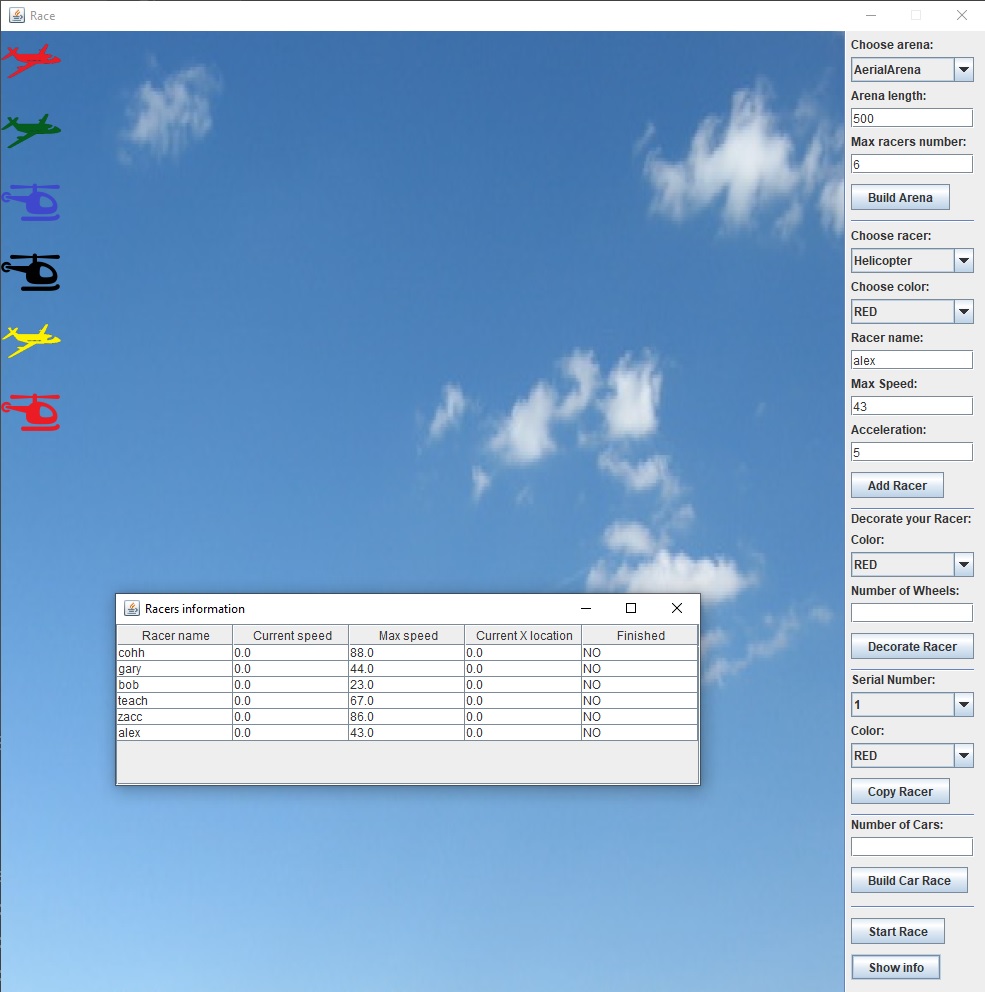 Race
Choose arena:
AerialArena
Arena length:
500
Max racers number:
6
Build Arena
Choose racer:
Helicopter
Choose color:
RED
Racer name:
alex
Max Speed:
43
Acceleration:
5
Add Racer
Decorate your Racer:
Color:
RED
Number of Wheels:
Decorate Racer
Serial Number:
1
Color:
RED
Copy Racer
Number of Cars:
Build Car Race
Start Race
Show info
Racers information
Racer name Current speed Max speed Current X location Finished
cohh 0.0 88.0 0.0 NO
gary 0.0 44.0 0.0 NO
bob 0.0 23.0 0.0 NO
teach 0.0 67.0 0.0 NO
zacc 0.0 86.0 0.0 NO
alex 0.0 43.0 0.0 NO